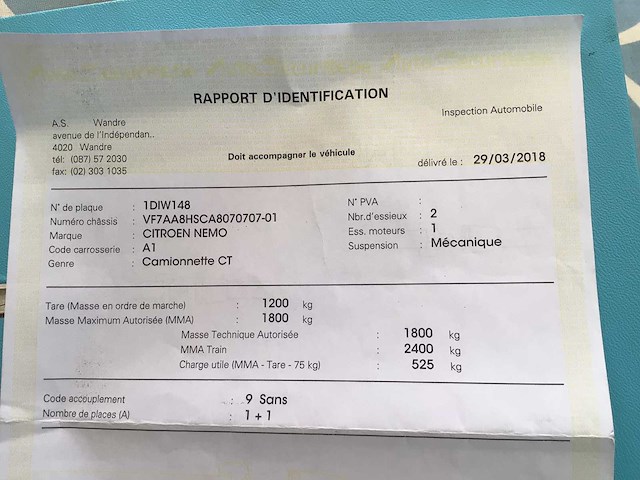 RAPPORT D'IDENTIFICATION
Inspection Automobile
A.S. Wandre
avenue de l'Indépendan..
4020 Wandre
tél: (087) 57 2030
fax: (02) 303 1035
Doit accompagner le véhicule
délivré le : 29/03/2018
N° de plaque : 1DIW148
Numéro châssis : VF7AA8HSCA8070707-01
Marque : CITROEN NEMO
Code carrosserie : A1
Genre : Camionnette CT
N° PVA :
Nbr.d'essieux : 2
Ess. moteurs : 1
Suspension : Mécanique
Tare (Masse en ordre de marche) : 1200 kg
Masse Maximum Autorisée (MMA) : 1800 kg
Masse Technique Autorisée : 1800 kg
MMA Train : 2400 kg
Charge utile (MMA - Tare - 75 kg) : 525 kg
Code accouplement : 9 Sans
Nombre de places (A) : 1 + 1